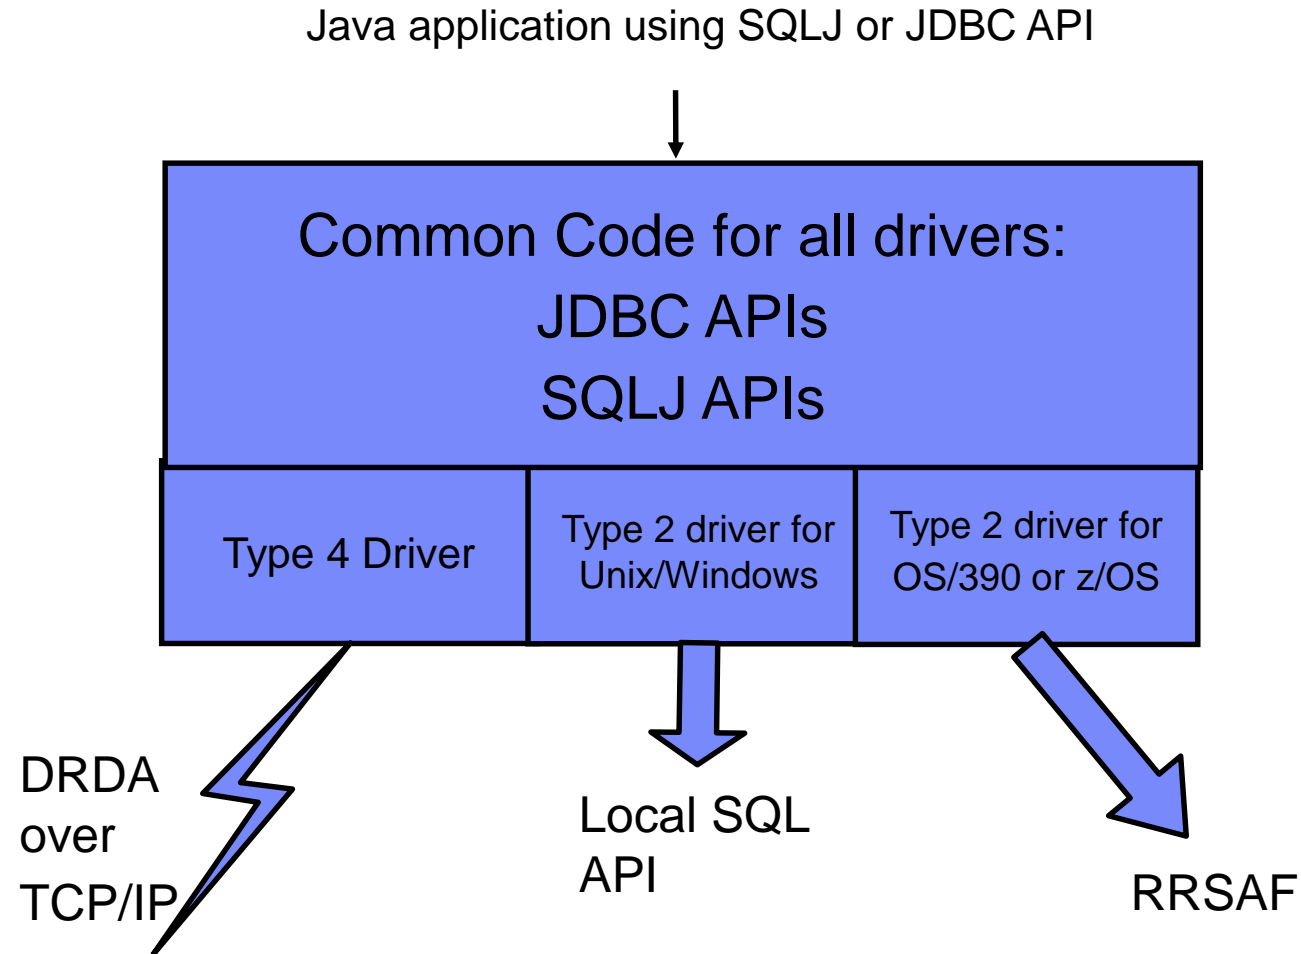 Java application using SQLJ or JDBC API
Common Code for all drivers:
JDBC APIs
SQLJ APIs
Type 4 Driver
Type 2 driver for
Unix/Windows
Type 2 driver for
OS/390 or z/OS
DRDA
over
TCP/IP
Local SQL
API
RRSAF